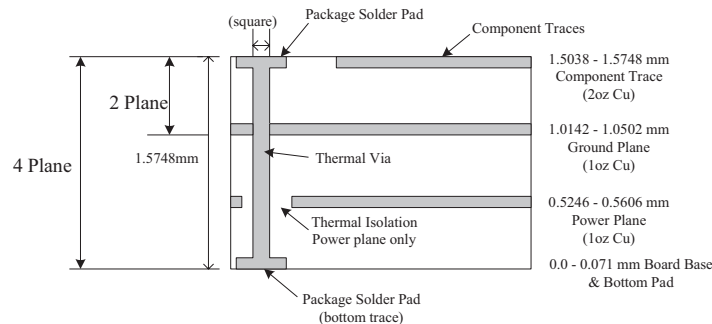 (square)
Package Solder Pad
Component Traces
1.5038 - 1.5748 mm
Component Trace
(2oz Cu)
2 Plane
1.0142 - 1.0502 mm
Ground Plane
(1oz Cu)
1.5748mm
Thermal Via
4 Plane
0.5246 - 0.5606 mm
Power Plane
(1oz Cu)
Thermal Isolation
Power plane only
0.0 - 0.071 mm Board Base
& Bottom Pad
Package Solder Pad
(bottom trace)